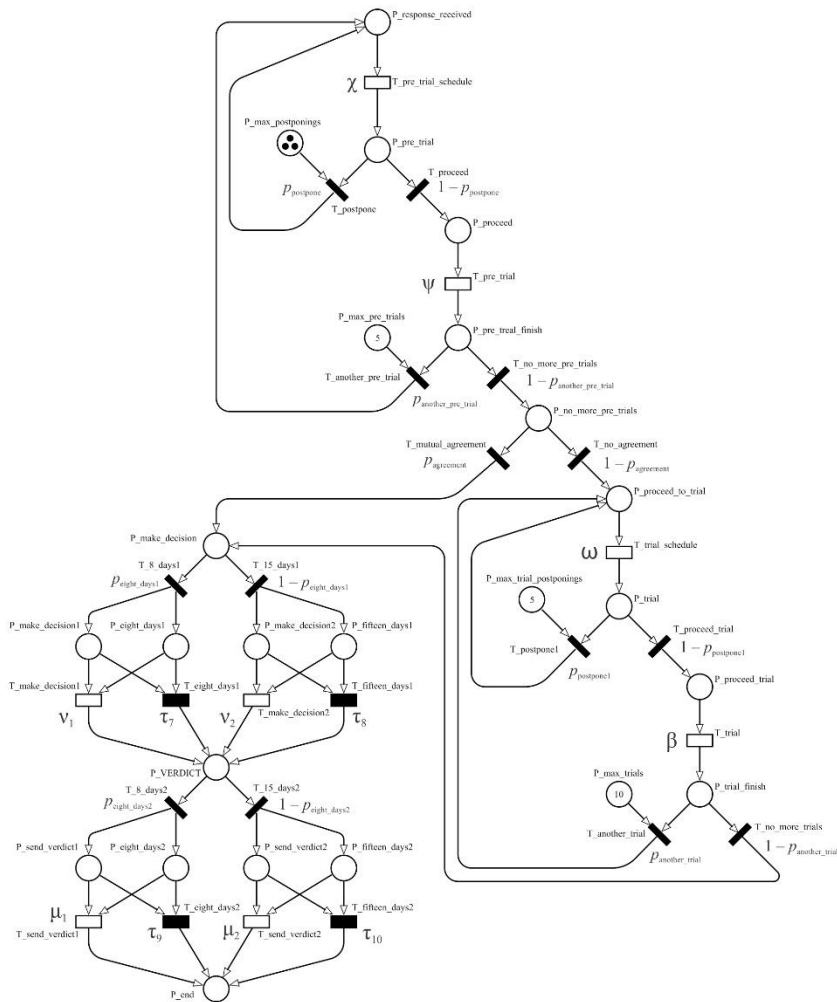 P_response_received
χ T_pre_trial_schedule
P_max_postponings
P_pre_trial
T_proceed
p_postpone 1 − p_postpone
T_postpone
P_proceed
ψ T_pre_trial
P_max_pre_trials
5
P_pre_treal_finish
T_another_pre_trial T_no_more_pre_trials
p_another_pre_trial 1 − p_another_pre_trial
P_no_more_pre_trials
T_mutual_agreement T_no_agreement
p_agreement 1 − p_agreement
P_proceed_to_trial
P_make_decision
ω T_trial_schedule
T_8_days1 T_15_days1
p_eight_days1 1 − p_eight_days1
P_max_trial_postponings
5
P_trial
P_make_decision1 P_eight_days1 P_make_decision2 P_fifteen_days1
T_postpone1 T_proceed_trial
p_postpone1 1 − p_postpone1
P_proceed_trial
T_make_decision1 T_eight_days1 T_make_decision2 T_fifteen_days1
ν1 τ7 ν2 τ8
β T_trial
P_VERDICT
P_max_trials
10
P_trial_finish
T_8_days2 T_15_days2
p_eight_days2 1 − p_eight_days2
T_another_trial T_no_more_trials
p_another_trial 1 − p_another_trial
P_send_verdict1 P_eight_days2 P_send_verdict2 P_fifteen_days2
μ1 T_eight_days2 μ2 T_fifteen_days2
T_send_verdict1 τ9 T_send_verdict2 τ10
P_end